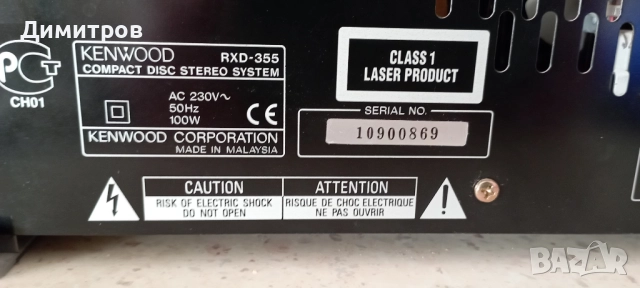 Димитров
PCT
CH01
KENWOOD RXD-355
COMPACT DISC STEREO SYSTEM
AC 230V~
50Hz
100W
CE
KENWOOD CORPORATION
MADE IN MALAYSIA
CLASS 1
LASER PRODUCT
SERIAL NO.
10900869
CAUTION
RISK OF ELECTRIC SHOCK
DO NOT OPEN
ATTENTION
RISQUE DE CHOC ELECTRIQUE
NE PAS OUVRIR
BAZAR